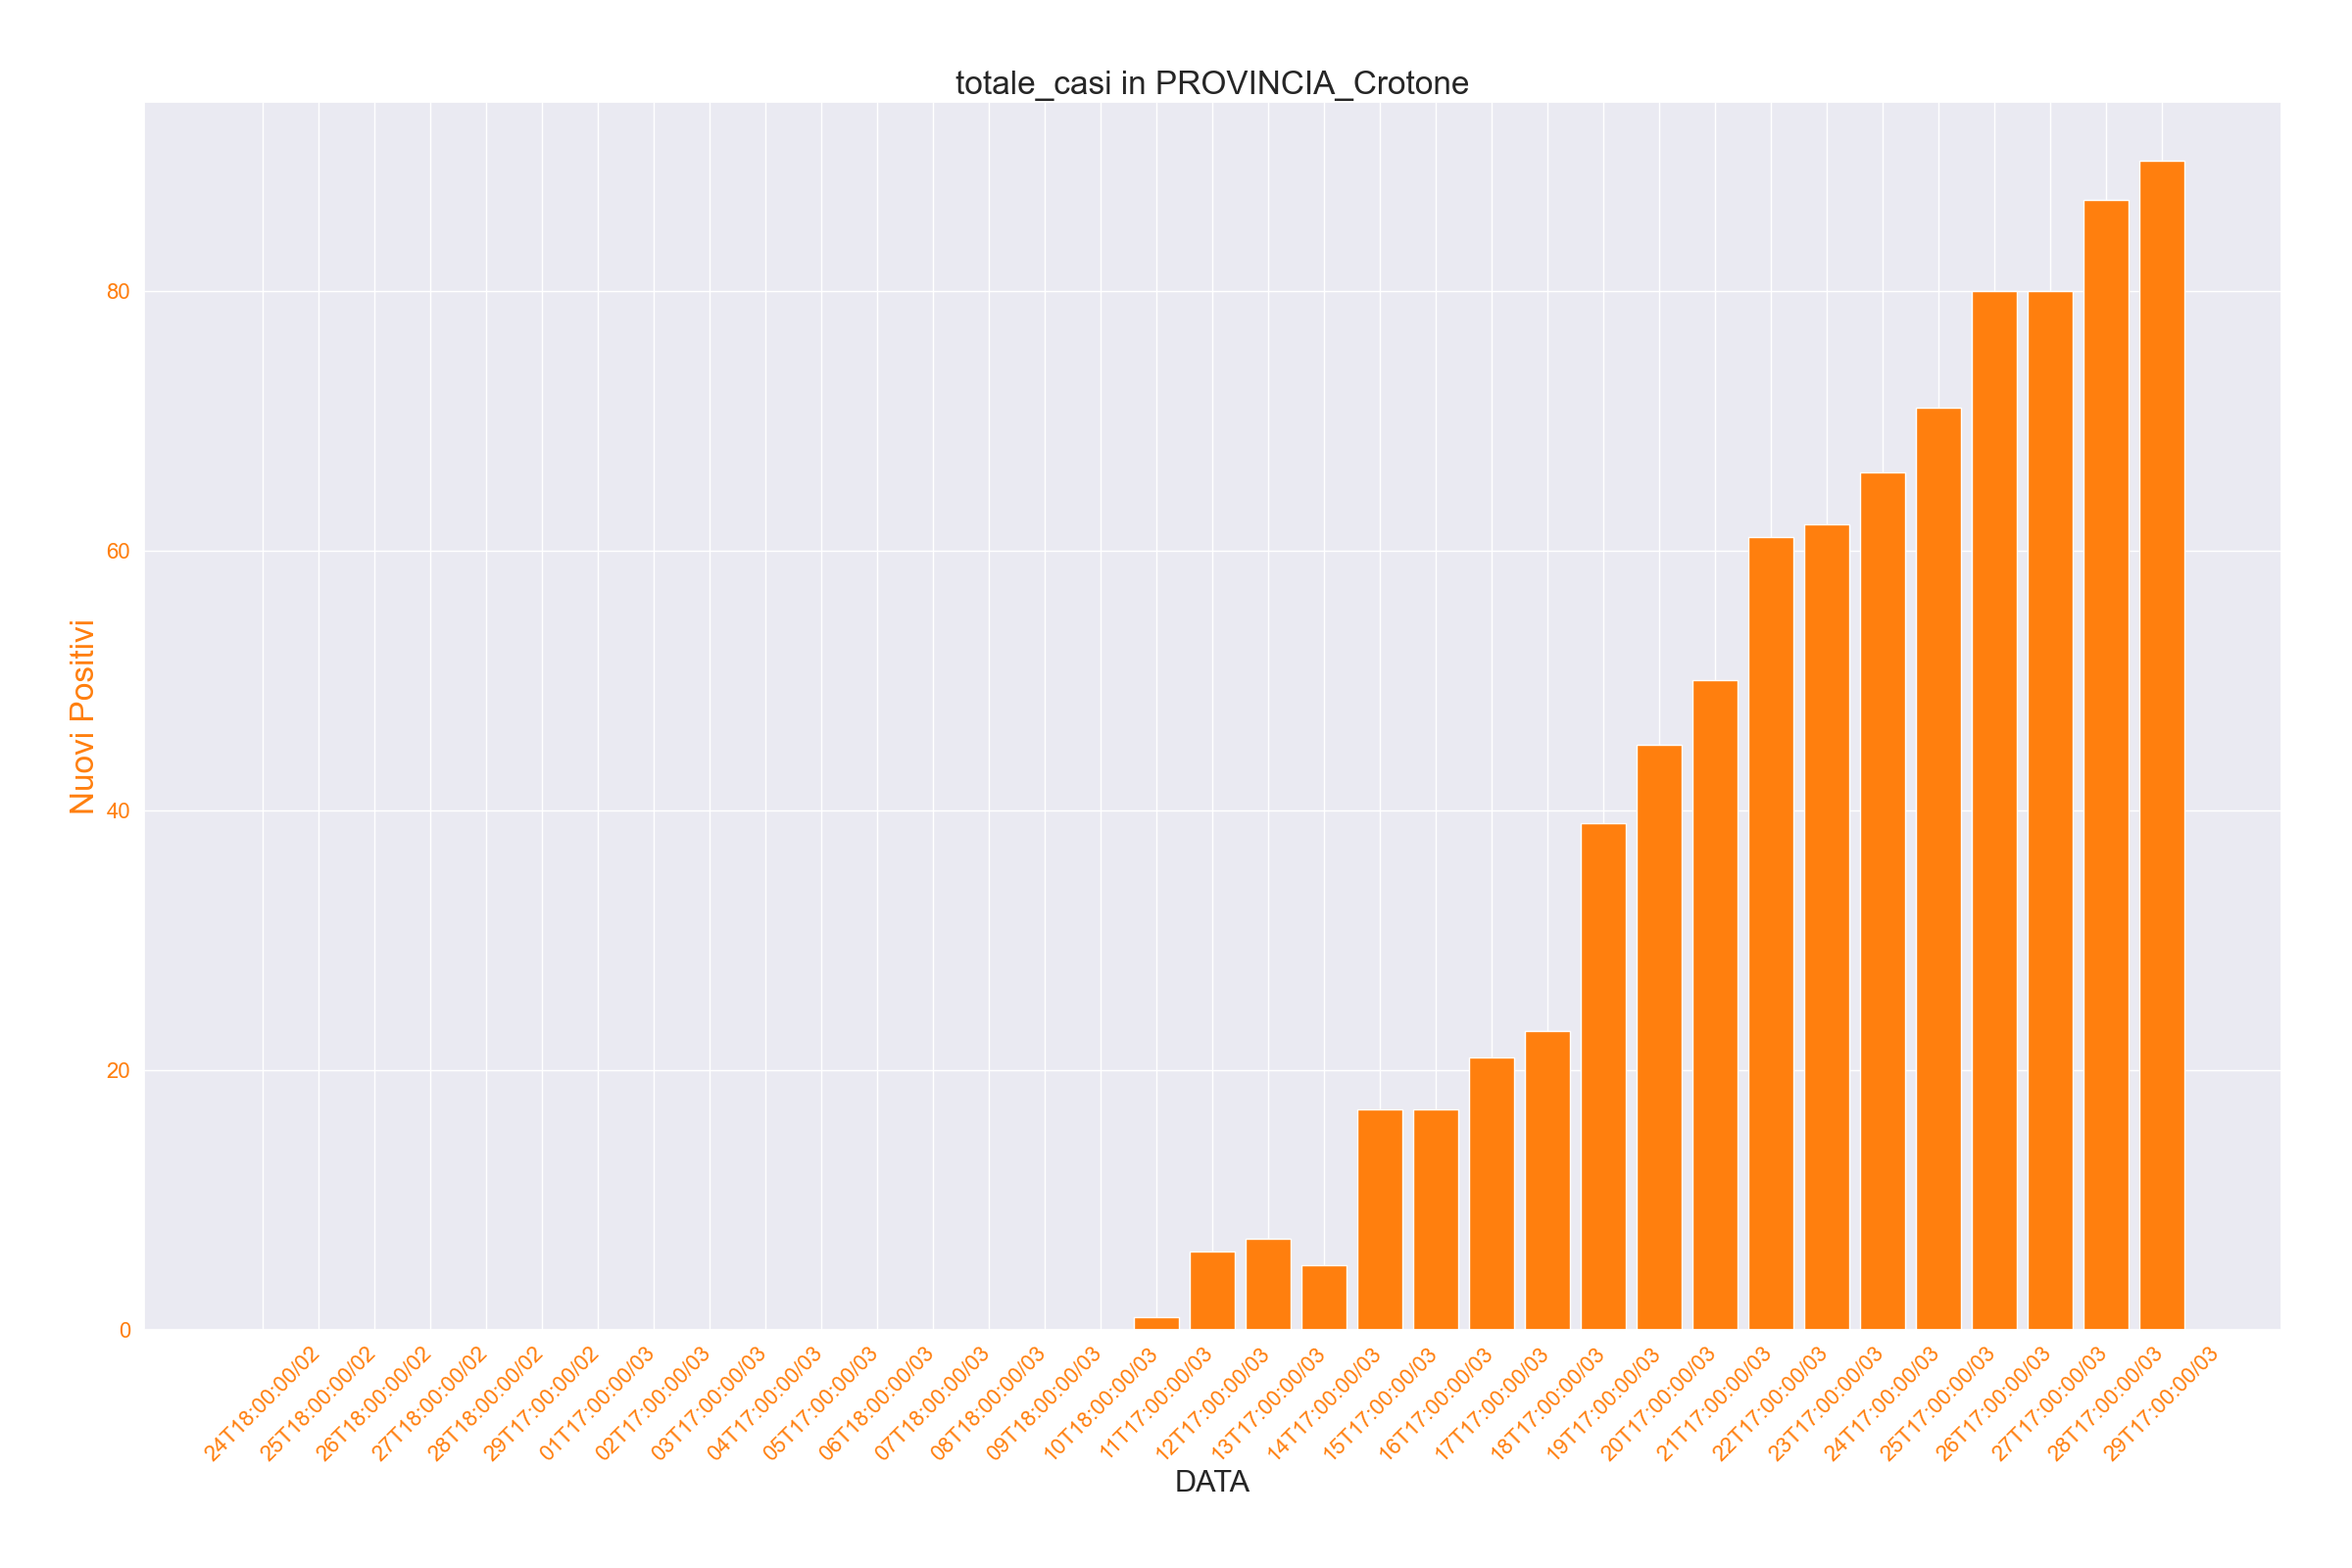 totale_casi in PROVINCIA_Crotone
Nuovi Positivi
80
60
40
20
0
24T18:00:00/02
25T18:00:00/02
26T18:00:00/02
27T18:00:00/02
28T18:00:00/02
29T17:00:00/02
01T17:00:00/03
02T17:00:00/03
03T17:00:00/03
04T17:00:00/03
05T17:00:00/03
06T18:00:00/03
07T18:00:00/03
08T18:00:00/03
09T18:00:00/03
10T18:00:00/03
11T17:00:00/03
12T17:00:00/03
13T17:00:00/03
14T17:00:00/03
15T17:00:00/03
16T17:00:00/03
17T17:00:00/03
18T17:00:00/03
19T17:00:00/03
20T17:00:00/03
21T17:00:00/03
22T17:00:00/03
23T17:00:00/03
24T17:00:00/03
25T17:00:00/03
26T17:00:00/03
27T17:00:00/03
28T17:00:00/03
29T17:00:00/03
DATA